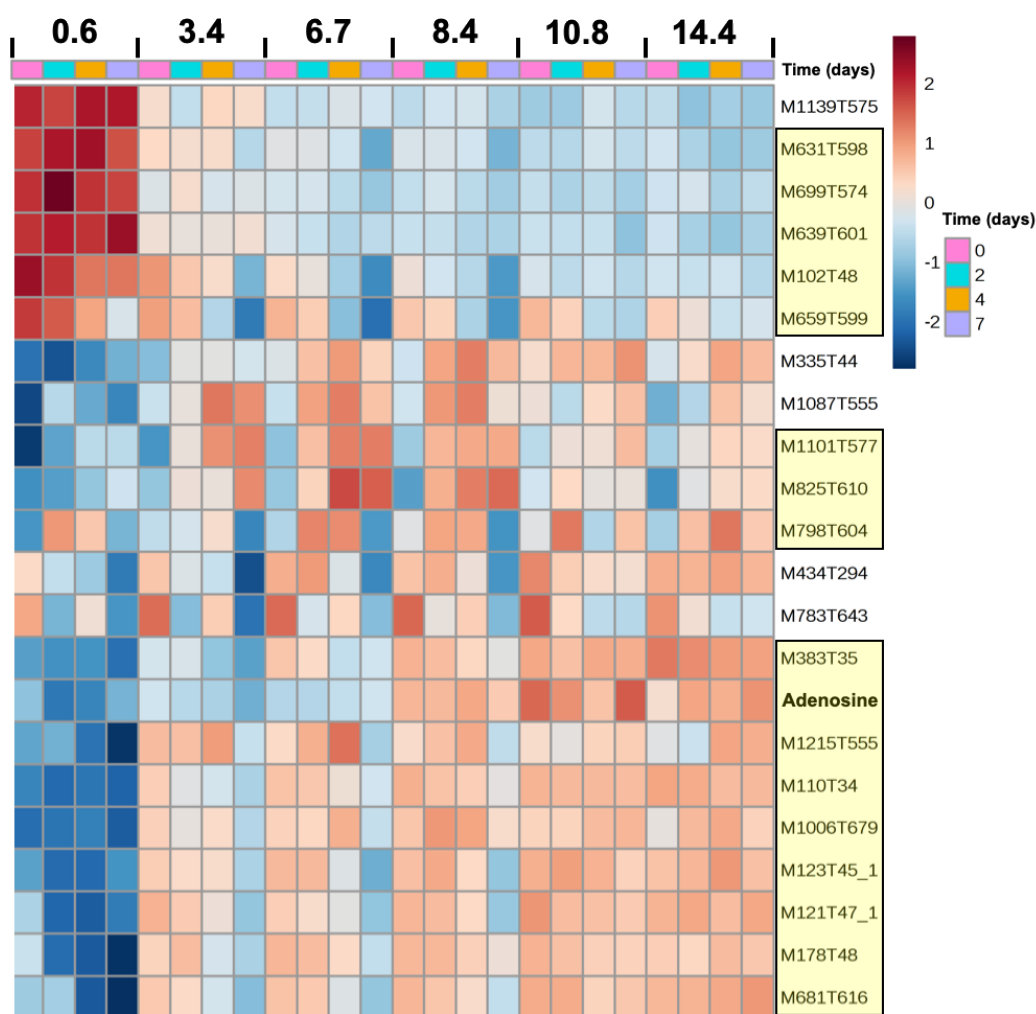 0.6 3.4 6.7 8.4 10.8 14.4
Time (days)
M1139T575
M631T598
M699T574
M639T601
M102T48
M659T599
M335T44
M1087T555
M1101T577
M825T610
M798T604
M434T294
M783T643
M383T35
Adenosine
M1215T555
M110T34
M1006T679
M123T45_1
M121T47_1
M178T48
M681T616
2
1
0
-1
-2
Time (days)
0
2
4
7